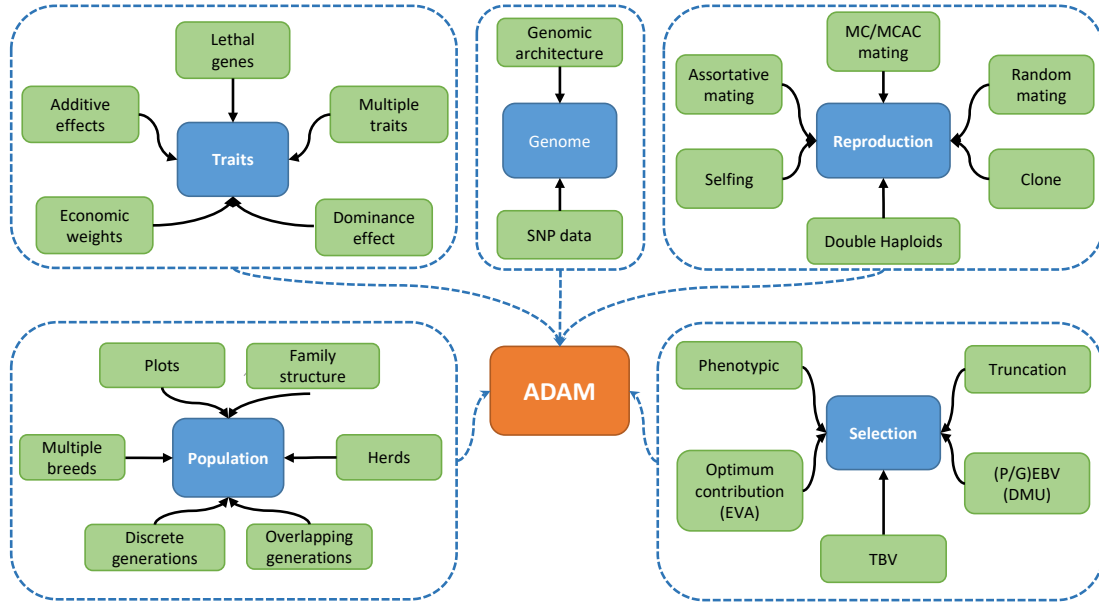 Lethal
genes
Additive
effects
Multiple
traits
Traits
Economic
weights
Dominance
effect
Genomic
architecture
Genome
SNP data
MC/MCAC
mating
Assortative
mating
Random
mating
Reproduction
Selfing
Clone
Double Haploids
Plots
Family
structure
Multiple
breeds
Population
Herds
Discrete
generations
Overlapping
generations
ADAM
Phenotypic
Truncation
Selection
Optimum
contribution
(EVA)
(P/G)EBV
(DMU)
TBV